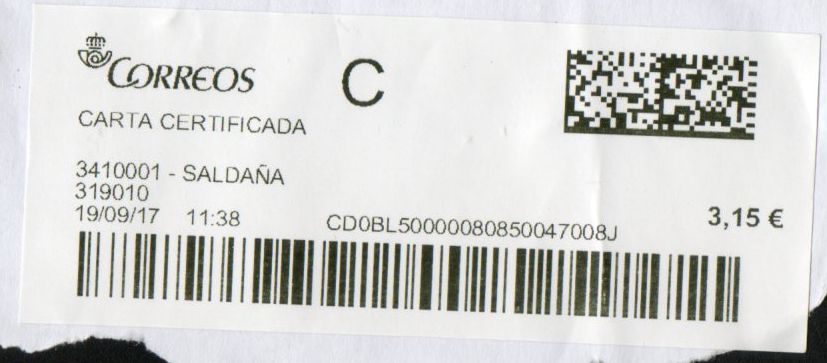 CORREOS
C
CARTA CERTIFICADA
3410001 - SALDAÑA
319010
19/09/17 11:38 CD0BL50000080850047008J 3,15 €